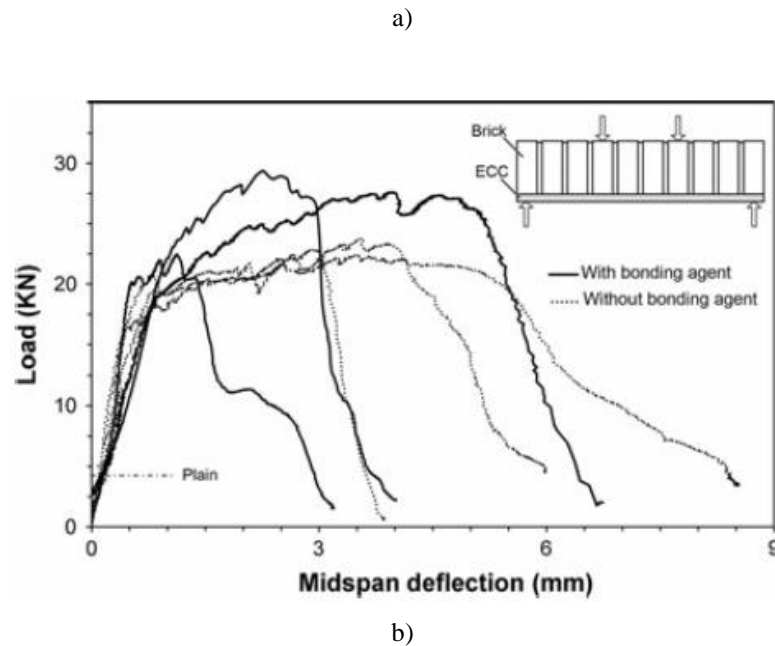 a)
30
20
10
0
Load (KN)
Brick
ECC
With bonding agent
Without bonding agent
Plain
0
3
6
9
Midspan deflection (mm)
b)